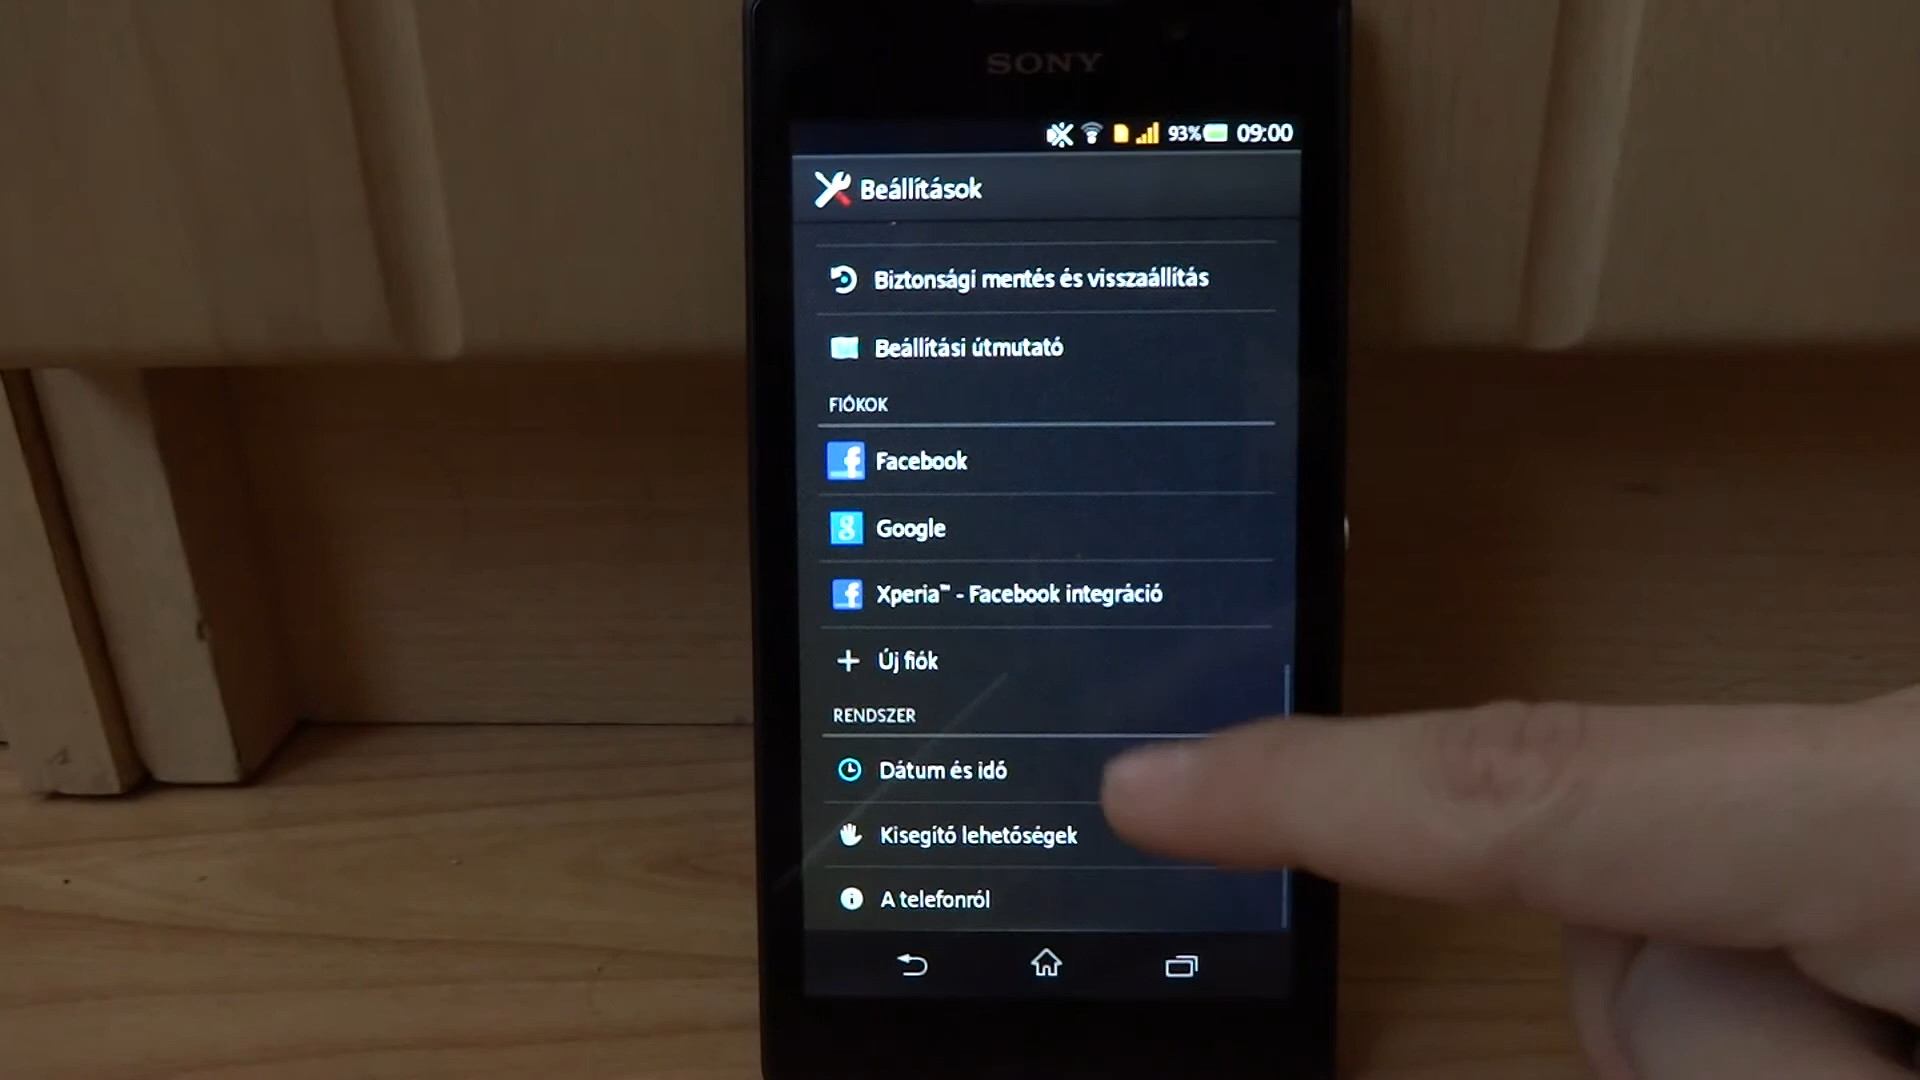 SONY
93% 09:00
Beállítások
Biztonsági mentés és visszaállítás
Beállítási útmutató
FIÓKOK
Facebook
Google
Xperia™ - Facebook integráció
Új fiók
RENDSZER
Dátum és idő
Kisegítő lehetőségek
A telefonról